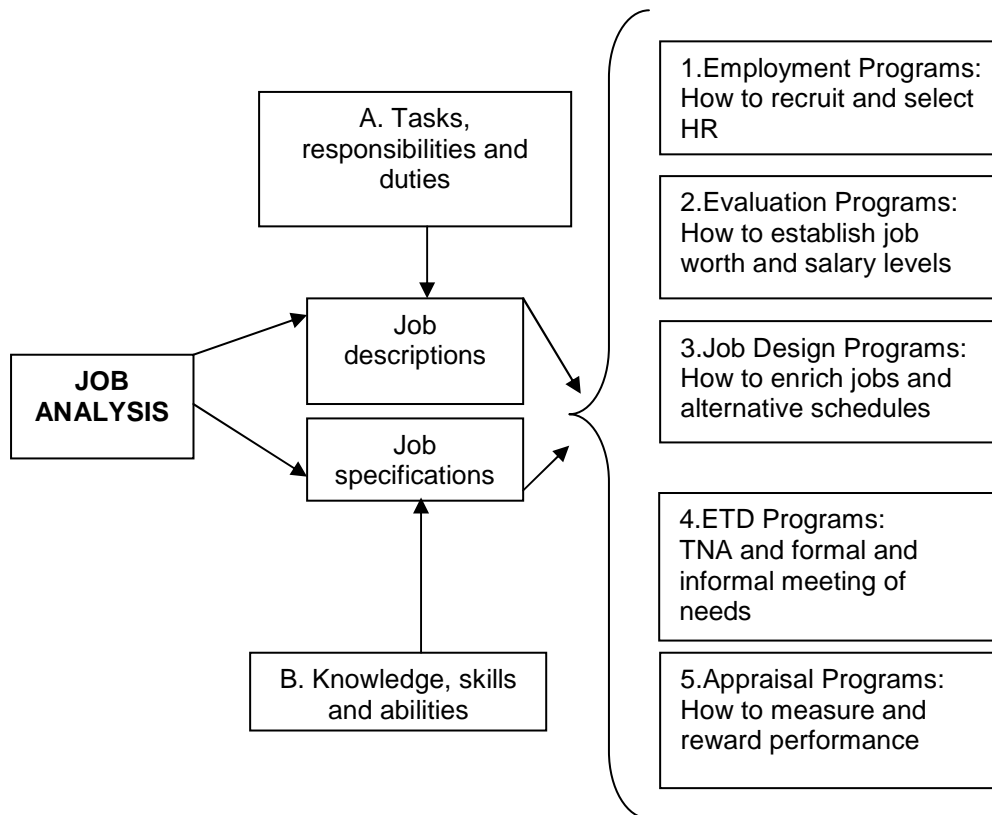 A. Tasks,
responsibilities and
duties
Job
descriptions
JOB
ANALYSIS
Job
specifications
B. Knowledge, skills
and abilities
1.Employment Programs:
How to recruit and select
HR
2.Evaluation Programs:
How to establish job
worth and salary levels
3.Job Design Programs:
How to enrich jobs and
alternative schedules
4.ETD Programs:
TNA and formal and
informal meeting of
needs
5.Appraisal Programs:
How to measure and
reward performance